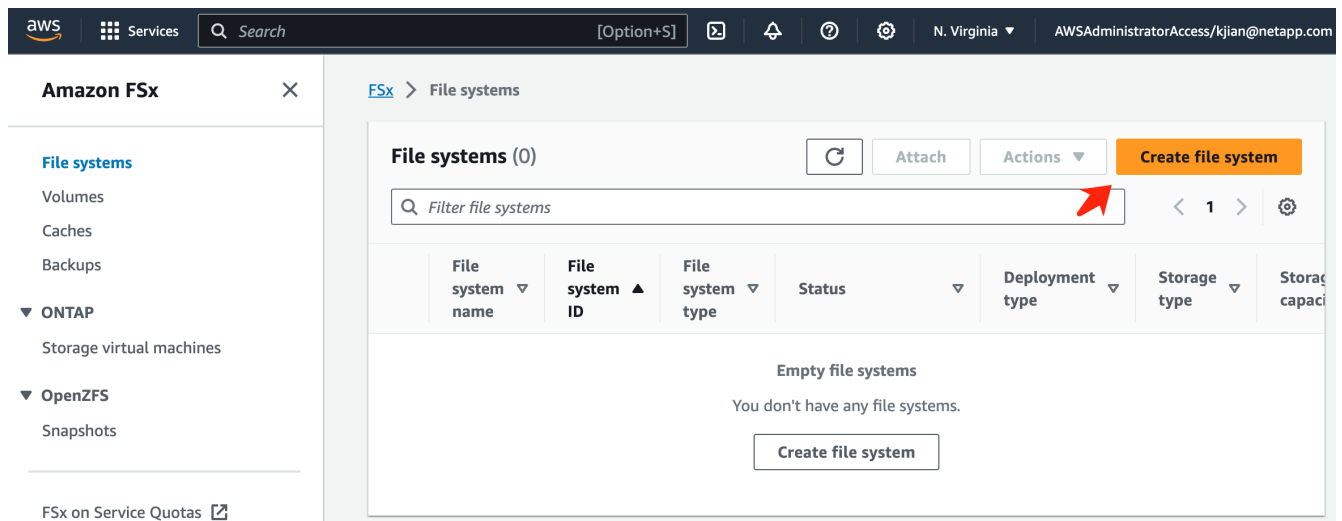 aws
Services
Search
[Option+S]
N. Virginia
AWSAdministratorAccess/kjian@netapp.com
Amazon FSx
File systems
Volumes
Caches
Backups
ONTAP
Storage virtual machines
OpenZFS
Snapshots
FSx on Service Quotas
FSx
File systems
File systems (0)
Attach
Actions
Create file system
Filter file systems
1
File
system
name
File
system
ID
File
system
type
Status
Deployment
type
Storage
type
Storag
capaci
Empty file systems
You don't have any file systems.
Create file system